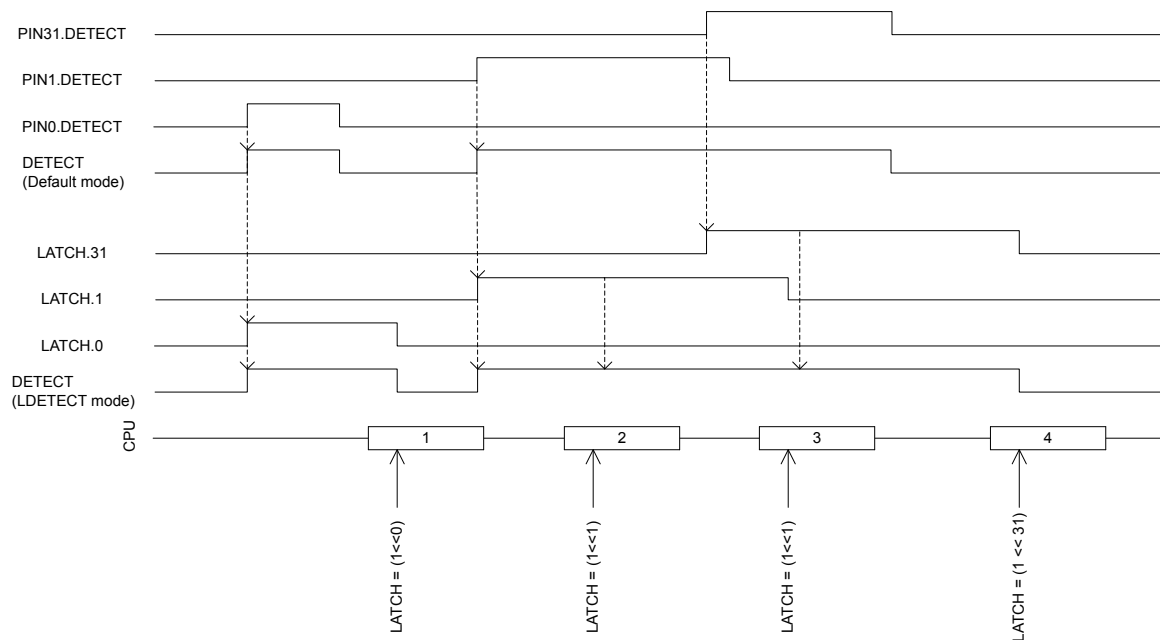 PIN31.DETECT
PIN1.DETECT
PIN0.DETECT
DETECT
(Default mode)
LATCH.31
LATCH.1
LATCH.0
DETECT
(LDETECT mode)
CPU
1
2
3
4
LATCH = (1<<0)
LATCH = (1<<1)
LATCH = (1<<1)
LATCH = (1 << 31)